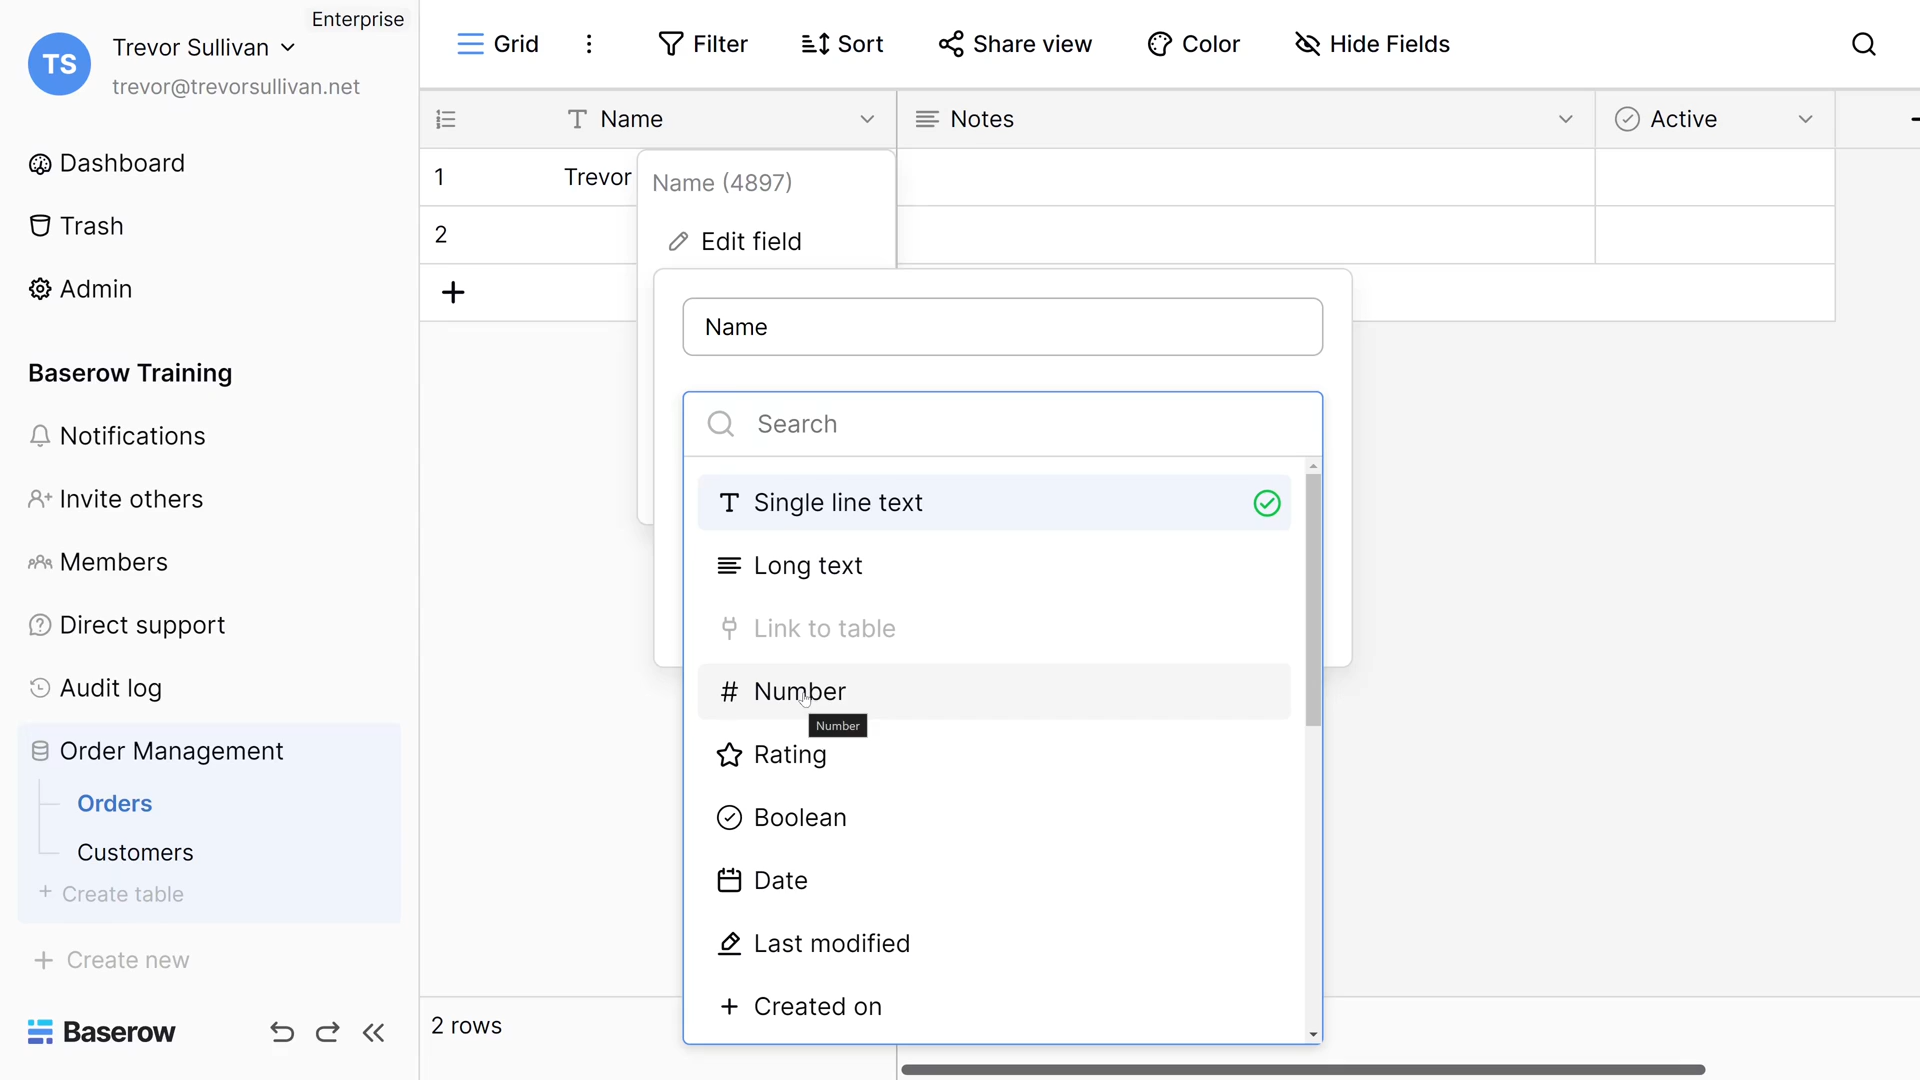 Enterprise
TS
Trevor Sullivan
trevor@trevorsullivan.net
Dashboard
Trash
Admin
Baserow Training
Notifications
Invite others
Members
Direct support
Audit log
Order Management
Orders
Customers
+ Create table
+ Create new
Baserow
Grid
Filter
Sort
Share view
Color
Hide Fields
Name
Notes
Active
1
Trevor
2
+
Name (4897)
Edit field
Name
Search
Single line text
Long text
Link to table
# Number
Number
Rating
Boolean
Date
Last modified
+ Created on
2 rows